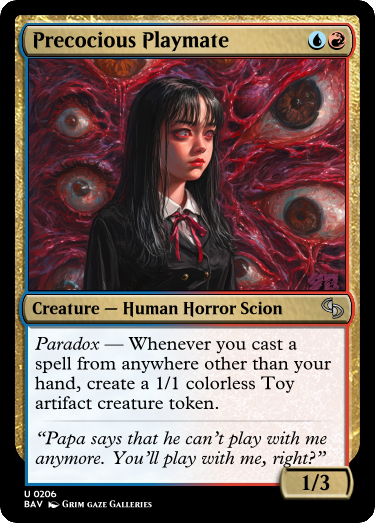 Precocious Playmate
Creature — Human Horror Scion
Paradox — Whenever you cast a
spell from anywhere other than your
hand, create a 1/1 colorless Toy
artifact creature token.
“Papa says that he can't play with me
anymore. You'll play with me, right?”
1/3
U 0206
BAV Grim gaze Galleries